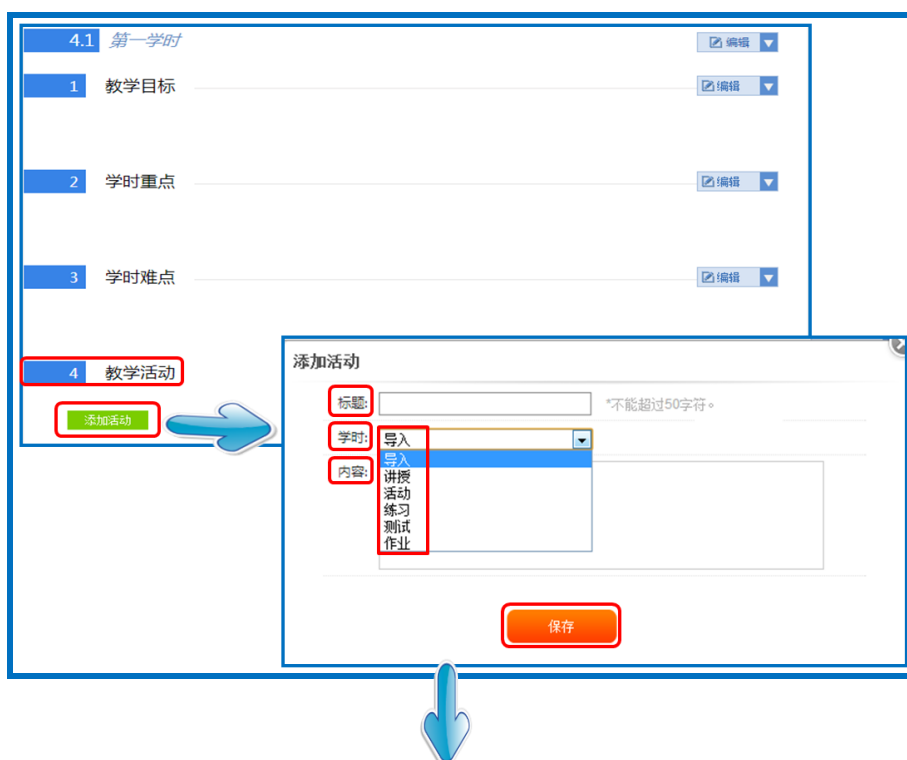 4.1 第一学时 编辑
1 教学目标 编辑
2 学时重点 编辑
3 学时难点 编辑
4 教学活动
添加活动
添加活动
标题: *不能超过50字符。
学时: 导入
导入
内容: 讲授
活动
练习
测试
作业
保存